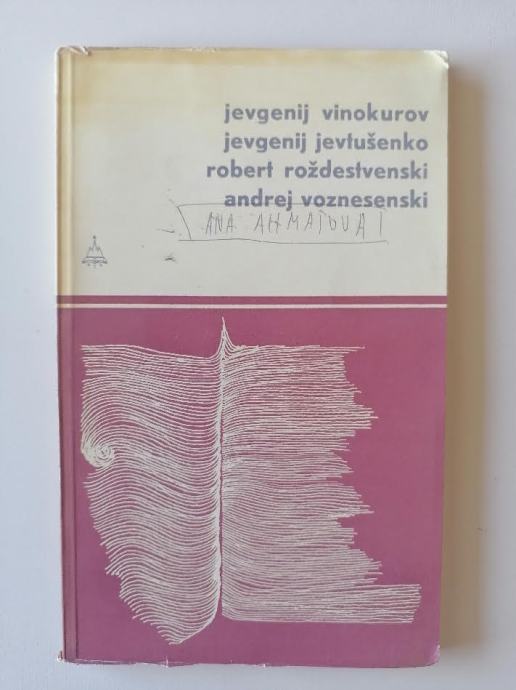 jevgenij vinokurov
jevgenij jevtušenko
robert roždestvenski
andrej voznesenski
ANA AHMATOVA I